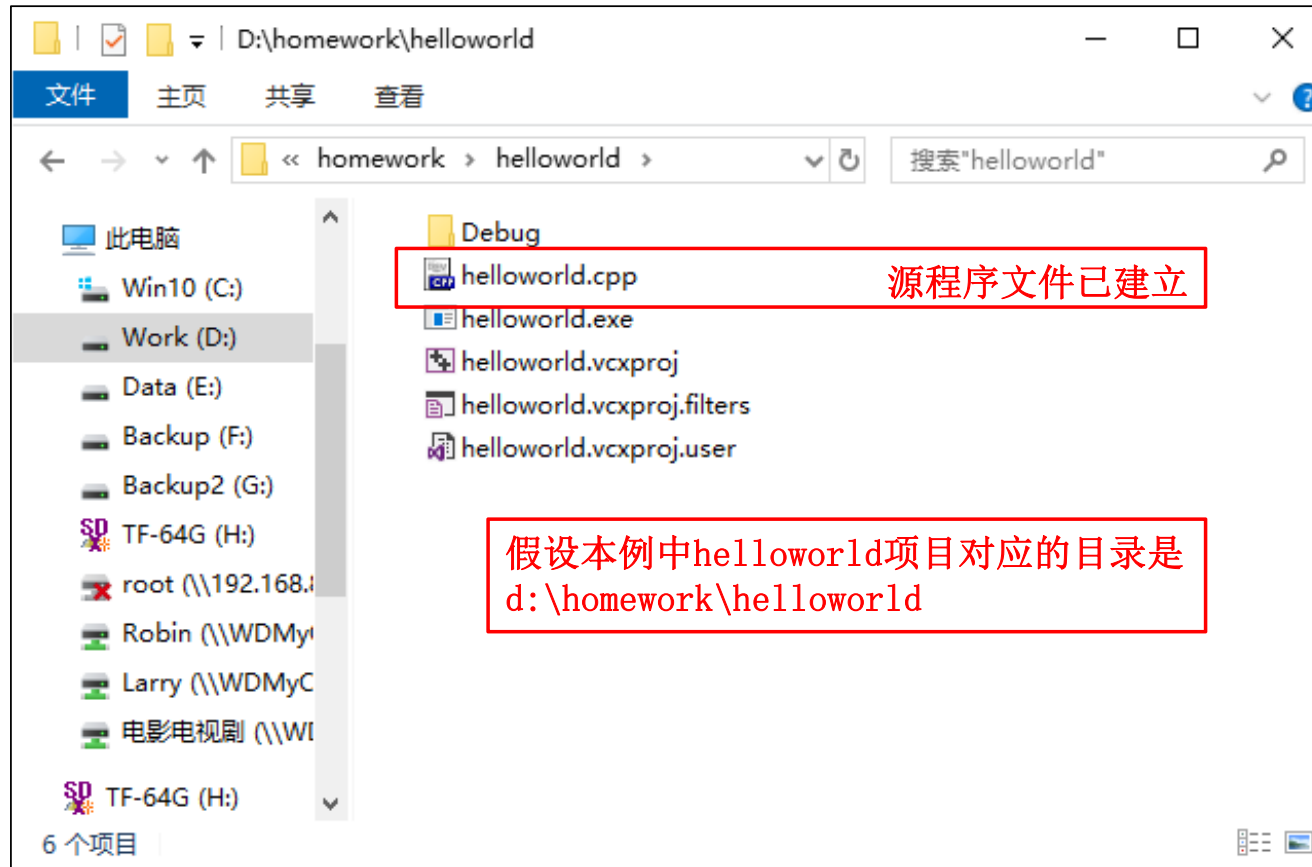 D:\homework\helloworld
文件 主页 共享 查看
« homework › helloworld ›
搜索"helloworld"
此电脑
Win10 (C:)
Work (D:)
Data (E:)
Backup (F:)
Backup2 (G:)
TF-64G (H:)
root (\\192.168.
Robin (\\WDMy
Larry (\\WDMyC
电影电视剧 (\\W
TF-64G (H:)
Debug
helloworld.cpp
源程序文件已建立
helloworld.exe
helloworld.vcxproj
helloworld.vcxproj.filters
helloworld.vcxproj.user
假设本例中helloworld项目对应的目录是
d:\homework\helloworld
6 个项目